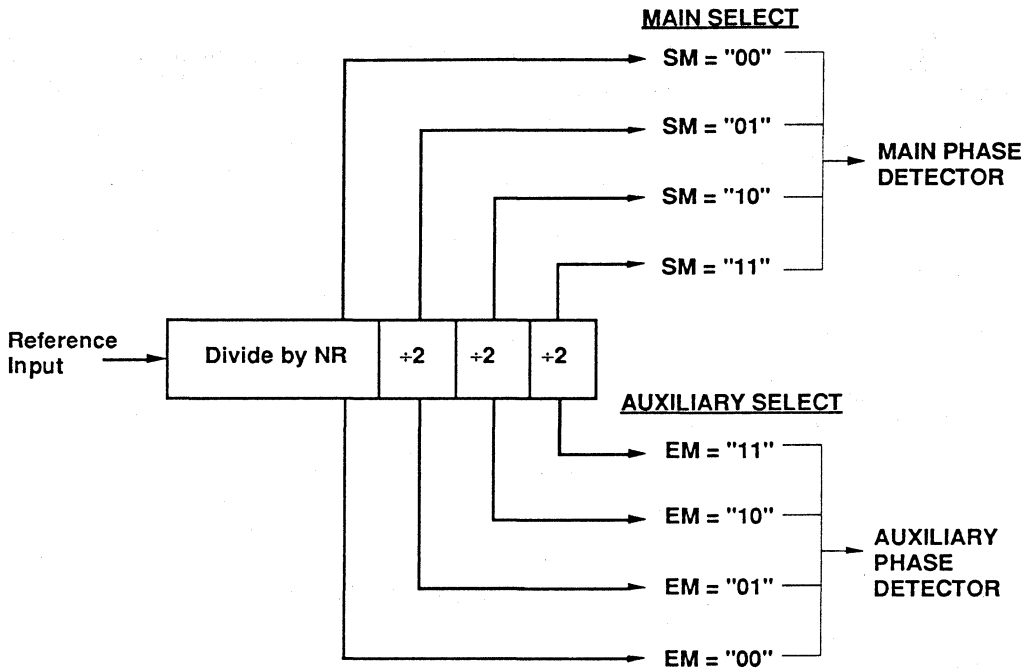 MAIN SELECT
SM = "00"
SM = "01"
SM = "10"
SM = "11"
MAIN PHASE
DETECTOR
Reference
Input
Divide by NR
÷2
÷2
÷2
AUXILIARY SELECT
EM = "11"
EM = "10"
EM = "01"
EM = "00"
AUXILIARY
PHASE
DETECTOR